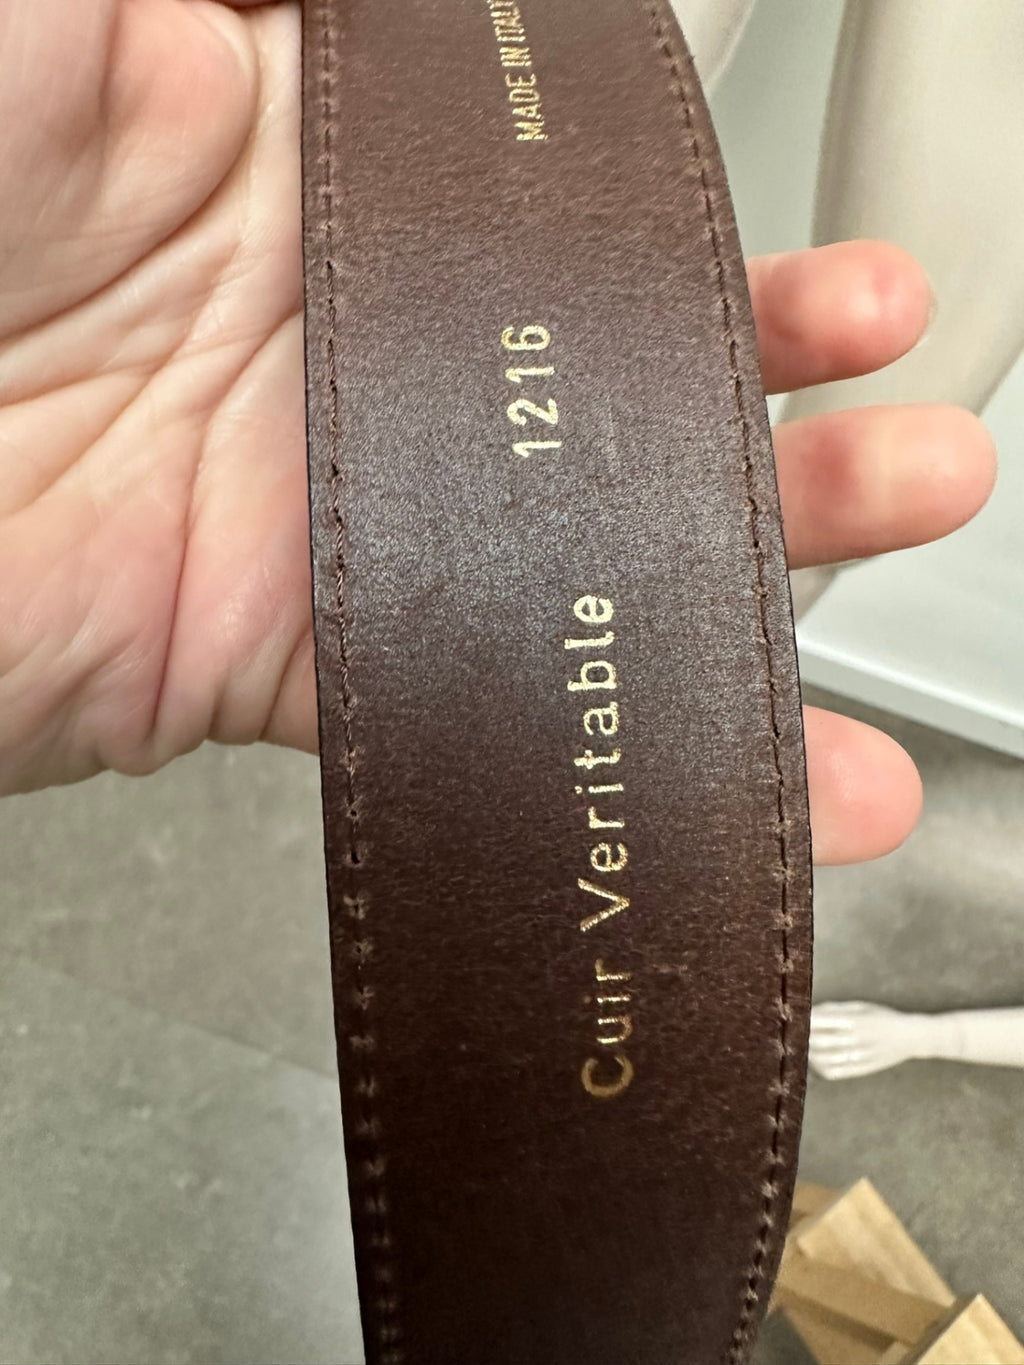 Cuir Veritable
1216
MADE IN ITALY